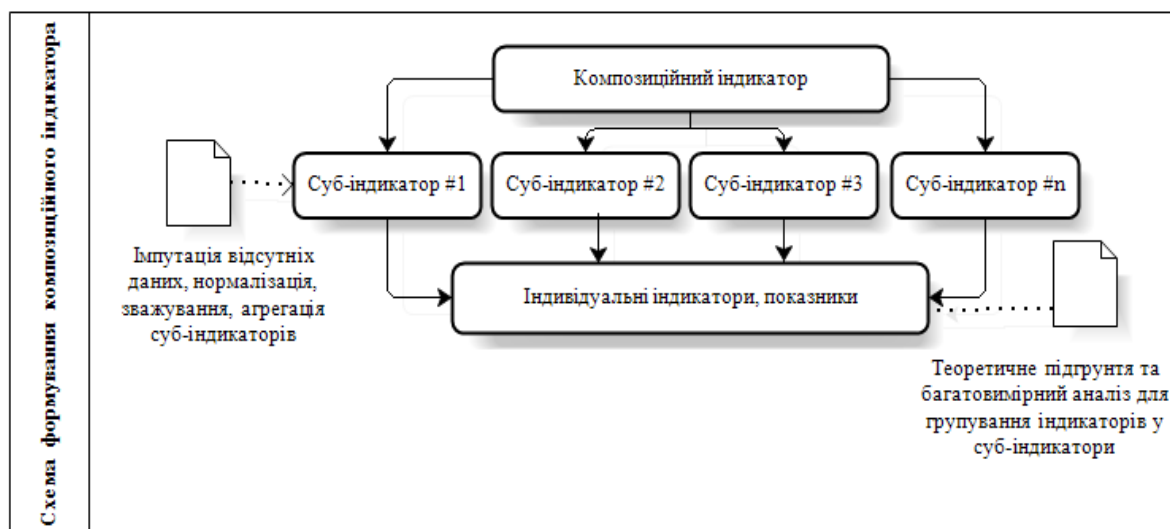 Схема формування композиційного індикатора
Композиційний індикатор
Суб-індикатор #1
Суб-індикатор #2
Суб-індикатор #3
Суб-індикатор #n
Імпутація відсутніх
даних, нормалізація,
зважування, агрегація
суб-індикаторів
Індивідуальні індикатори, показники
Теоретичне підгрунтя та
багатовимірний аналіз для
групування індикаторів у
суб-індикатори